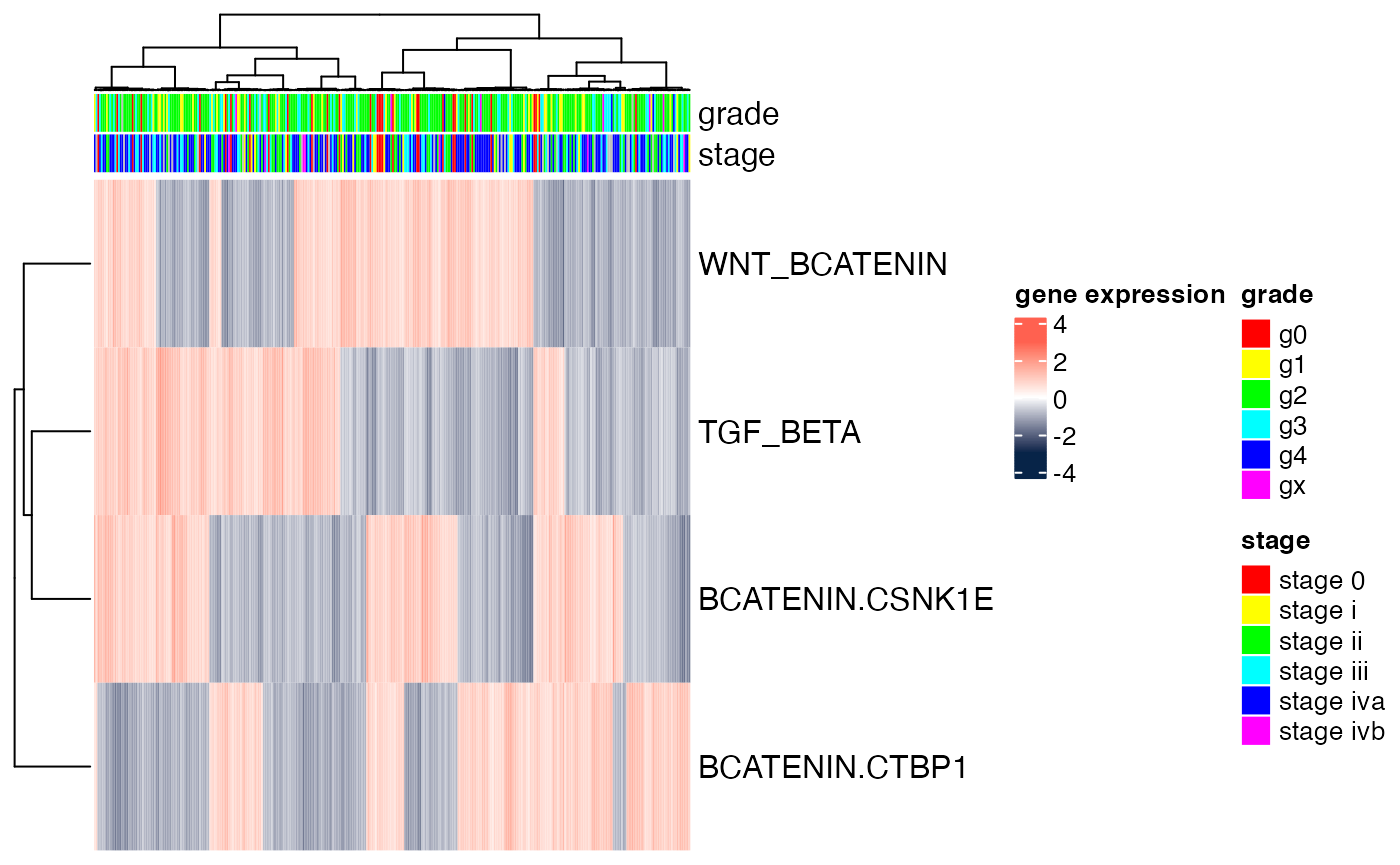 grade
stage
WNT_BCATENIN
TGF_BETA
BCATENIN.CSNK1E
BCATENIN.CTBP1
gene expression
4
2
0
-2
-4
grade
g0
g1
g2
g3
g4
gx
stage
stage 0
stage i
stage ii
stage iii
stage iva
stage ivb